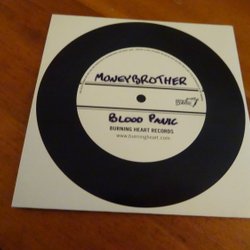 MONEYBROTHER
BLOOD PANIC
BURNING HEART RECORDS
www.burningheart.com